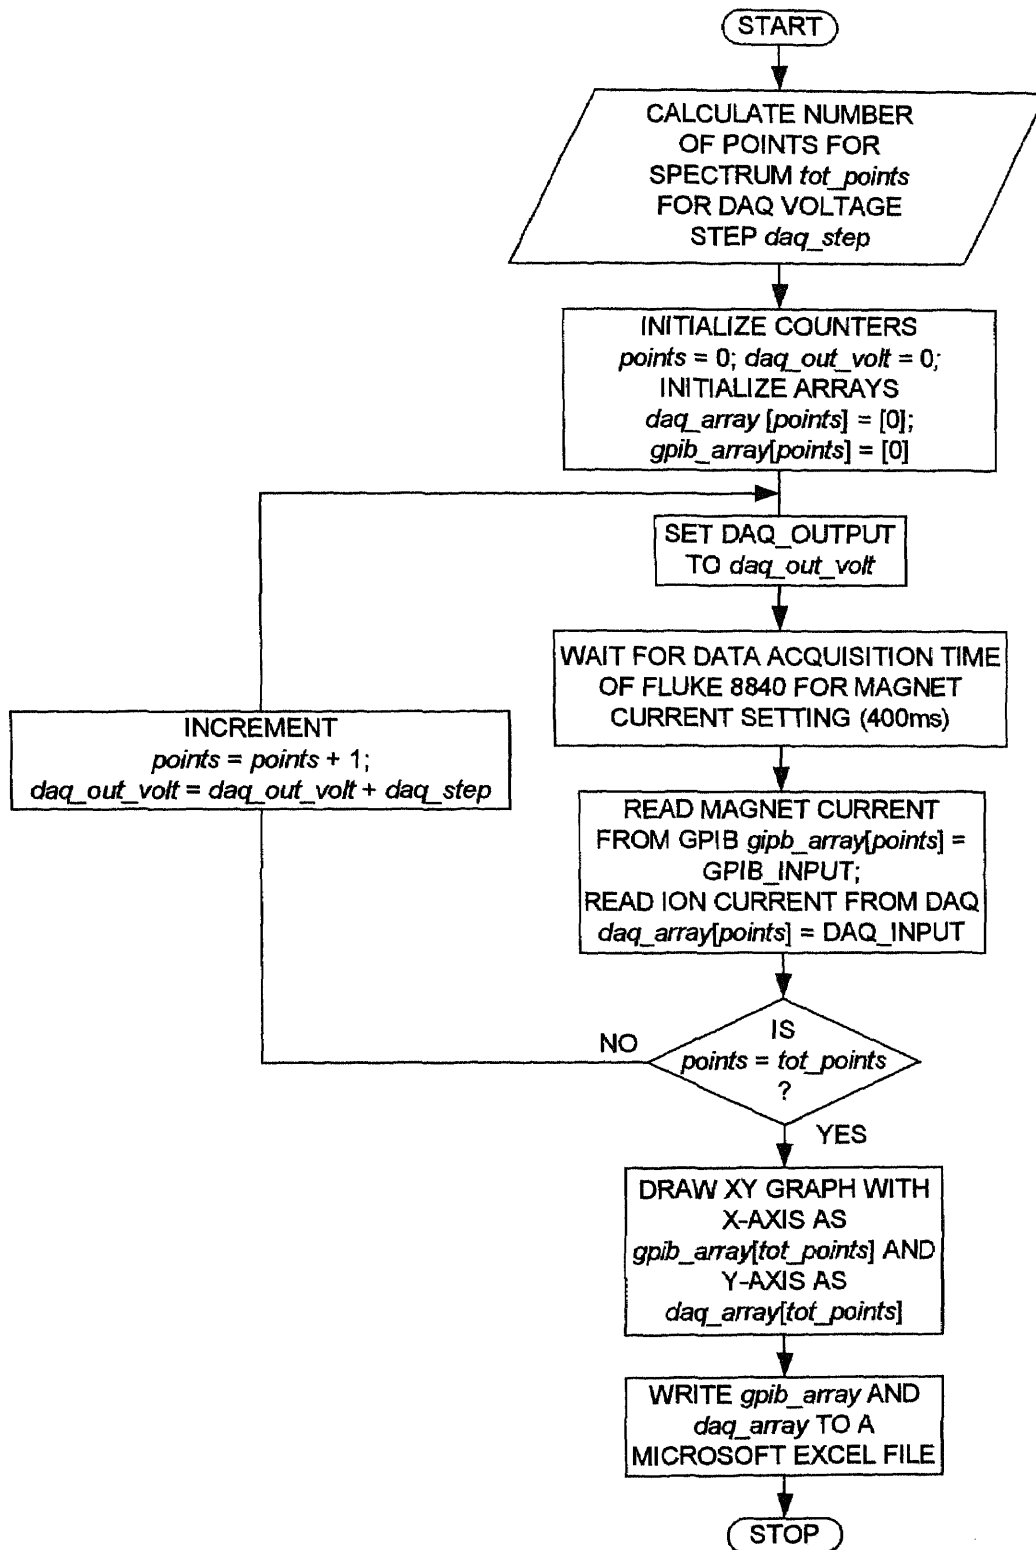 START
CALCULATE NUMBER
OF POINTS FOR
SPECTRUM tot_points
FOR DAQ VOLTAGE
STEP daq_step
INITIALIZE COUNTERS
points = 0; daq_out_volt = 0;
INITIALIZE ARRAYS
daq_array [points] = [0];
gpib_array[points] = [0]
SET DAQ_OUTPUT
TO daq_out_volt
WAIT FOR DATA ACQUISITION TIME
OF FLUKE 8840 FOR MAGNET
CURRENT SETTING (400ms)
INCREMENT
points = points + 1;
daq_out_volt = daq_out_volt + daq_step
READ MAGNET CURRENT
FROM GPIB gipb_array[points] =
GPIB_INPUT;
READ ION CURRENT FROM DAQ
daq_array[points] = DAQ_INPUT
NO
IS
points = tot_points
?
YES
DRAW XY GRAPH WITH
X-AXIS AS
gpib_array[tot_points] AND
Y-AXIS AS
daq_array[tot_points]
WRITE gpib_array AND
daq_array TO A
MICROSOFT EXCEL FILE
STOP